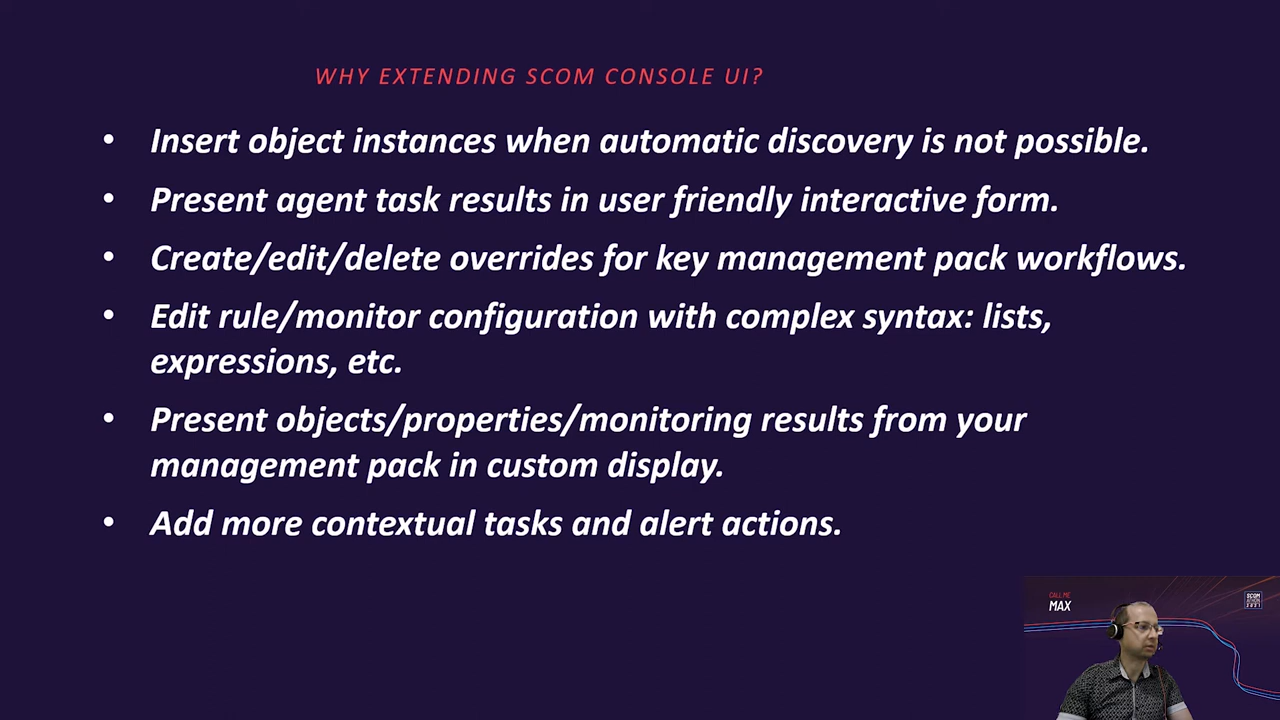 WHY EXTENDING SCOM CONSOLE UI?
• Insert object instances when automatic discovery is not possible.
• Present agent task results in user friendly interactive form.
• Create/edit/delete overrides for key management pack workflows.
• Edit rule/monitor configuration with complex syntax: lists,
expressions, etc.
• Present objects/properties/monitoring results from your
management pack in custom display.
• Add more contextual tasks and alert actions.
CALL ME
MAX
SCOM
ATHON
2021